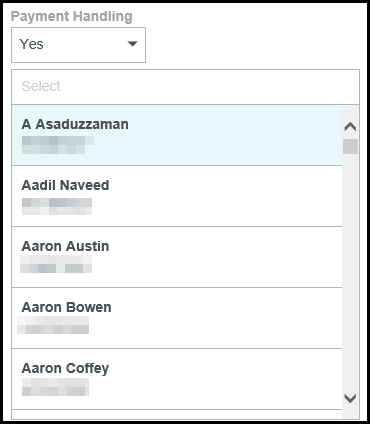 Payment Handling
Yes
Select
A Asaduzzaman
Aadil Naveed
Aaron Austin
Aaron Bowen
Aaron Coffey